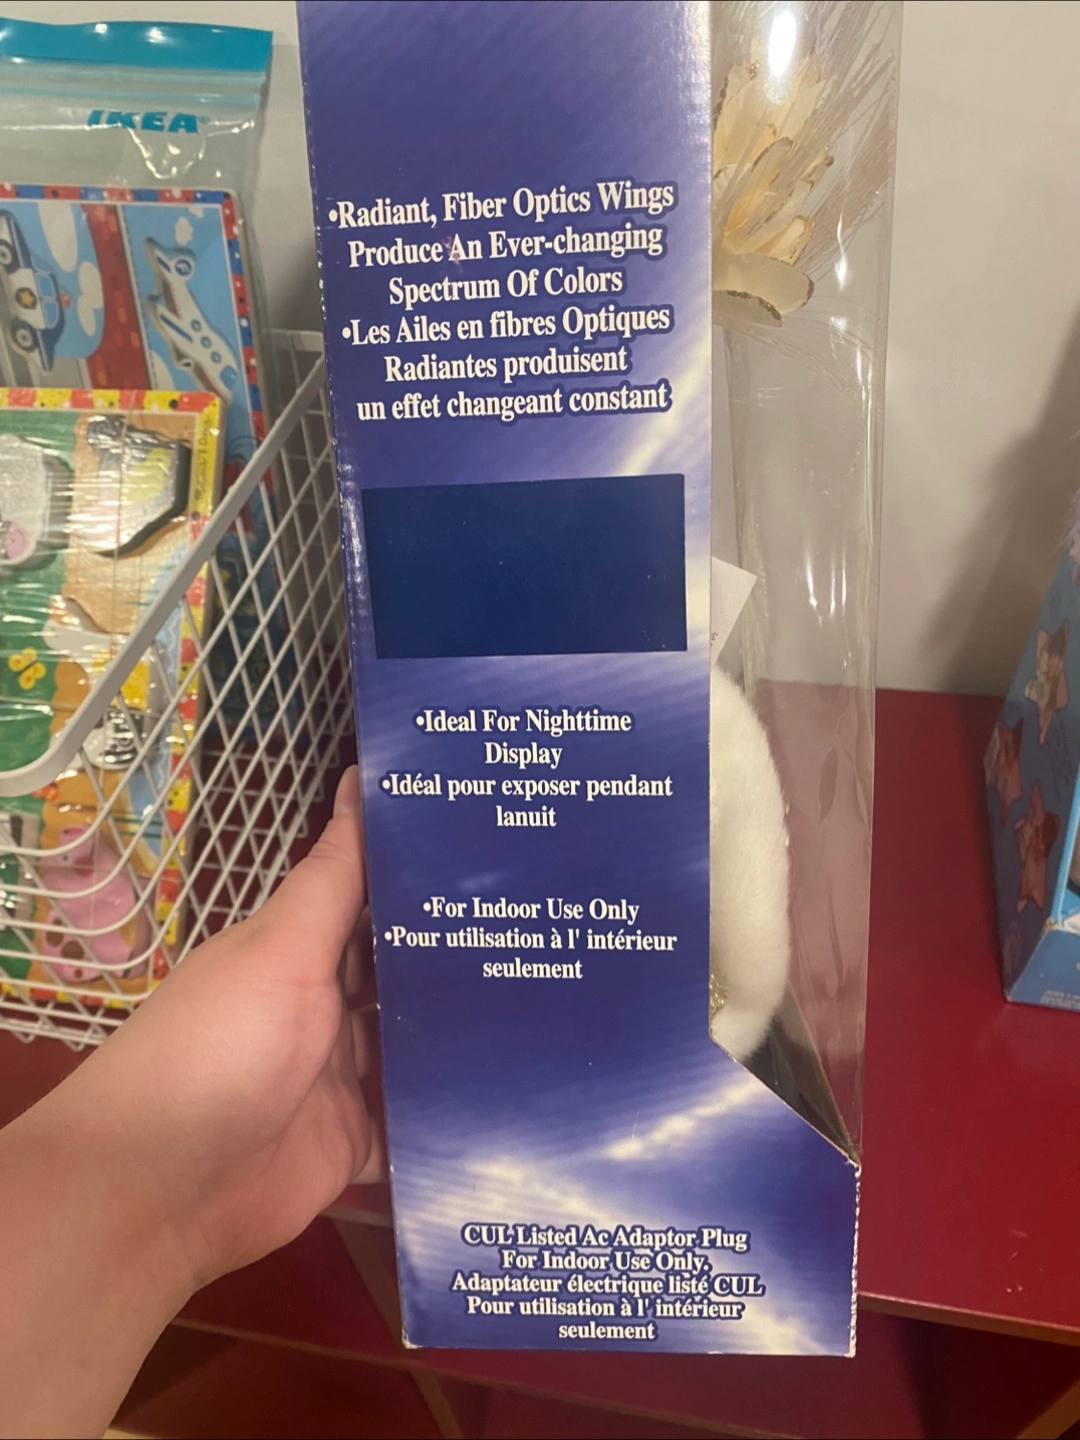 IKEA
•Radiant, Fiber Optics Wings
Produce An Ever-changing
Spectrum Of Colors
•Les Ailes en fibres Optiques
Radiantes produisent
un effet changeant constant
•Ideal For Nighttime
Display
•Idéal pour exposer pendant
lanuit
•For Indoor Use Only
•Pour utilisation à l' intérieur
seulement
CUL Listed Ac Adaptor Plug
For Indoor Use Only.
Adaptateur électrique listé CUL
Pour utilisation à l' intérieur
seulement